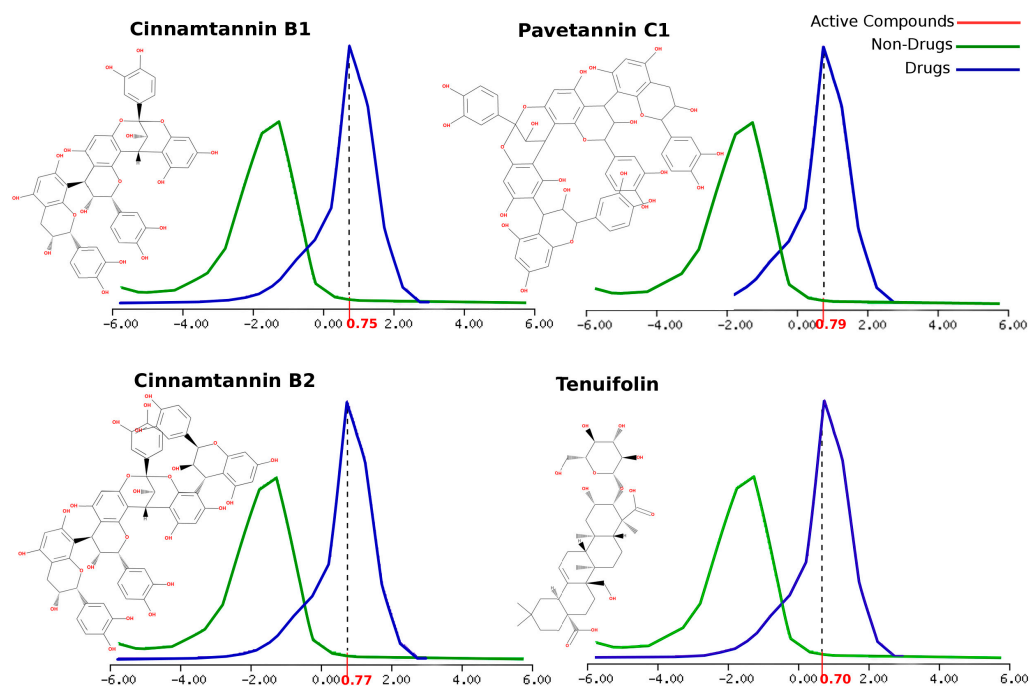 Cinnamtannin B1
Pavetannin C1
Active Compounds
Non-Drugs
Drugs
-6.00 -4.00 -2.00 0.00 0.75 2.00 4.00 6.00
-6.00 -4.00 -2.00 0.00 0.79 2.00 4.00 6.00
Cinnamtannin B2
Tenuifolin
-6.00 -4.00 -2.00 0.00 0.77 2.00 4.00 6.00
-6.00 -4.00 -2.00 0.00 0.70 2.00 4.00 6.00